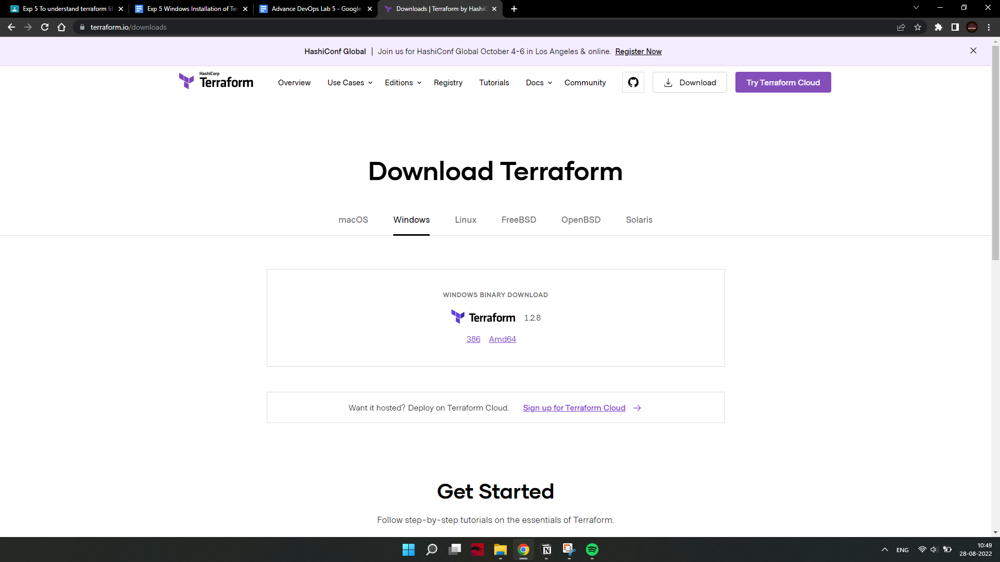 Exp 5 To understand terraform li
Exp 5 Windows Installation of Te
Advance DevOps Lab 5 - Google
Downloads | Terraform by Hashi
terraform.io/downloads
HashiConf Global | Join us for HashiConf Global October 4-6 in Los Angeles & online. Register Now
HashiCorp
Terraform
Overview
Use Cases
Editions
Registry
Tutorials
Docs
Community
Download
Try Terraform Cloud
Download Terraform
macOS
Windows
Linux
FreeBSD
OpenBSD
Solaris
WINDOWS BINARY DOWNLOAD
Terraform 1.2.8
386 Amd64
Want it hosted? Deploy on Terraform Cloud. Sign up for Terraform Cloud
Get Started
Follow step-by-step tutorials on the essentials of Terraform.
ENG
10:49
28-08-2022